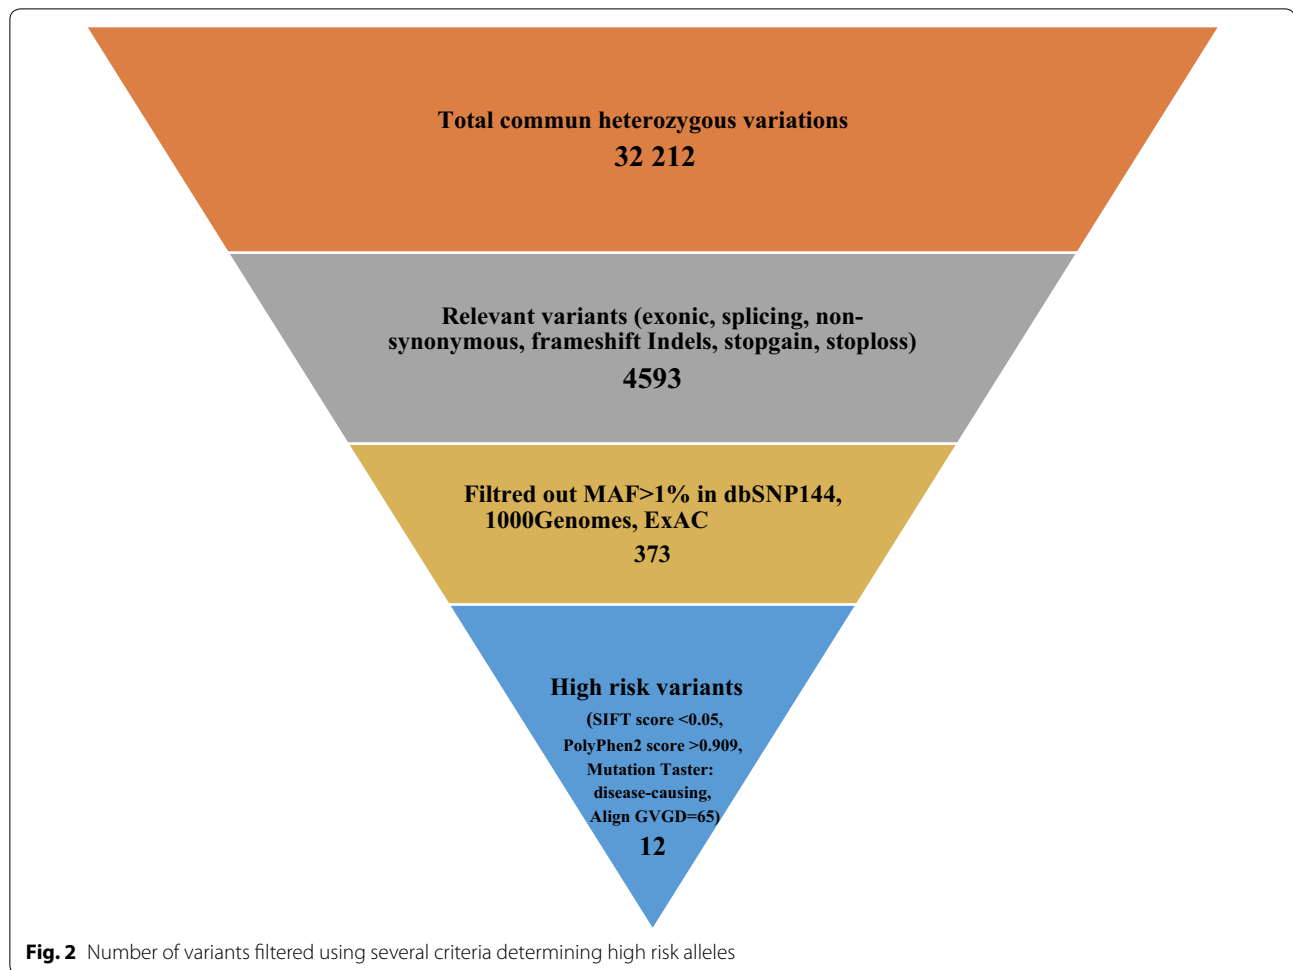 Total commun heterozygous variations
32 212
Relevant variants (exonic, splicing, non-
synonymous, frameshift Indels, stopgain, stoploss)
4593
Filtred out MAF>1% in dbSNP144,
1000Genomes, ExAC
373
High risk variants
(SIFT score <0.05,
PolyPhen2 score >0.909,
Mutation Taster:
disease-causing,
Align GVGD=65)
12
Fig. 2 Number of variants filtered using several criteria determining high risk alleles